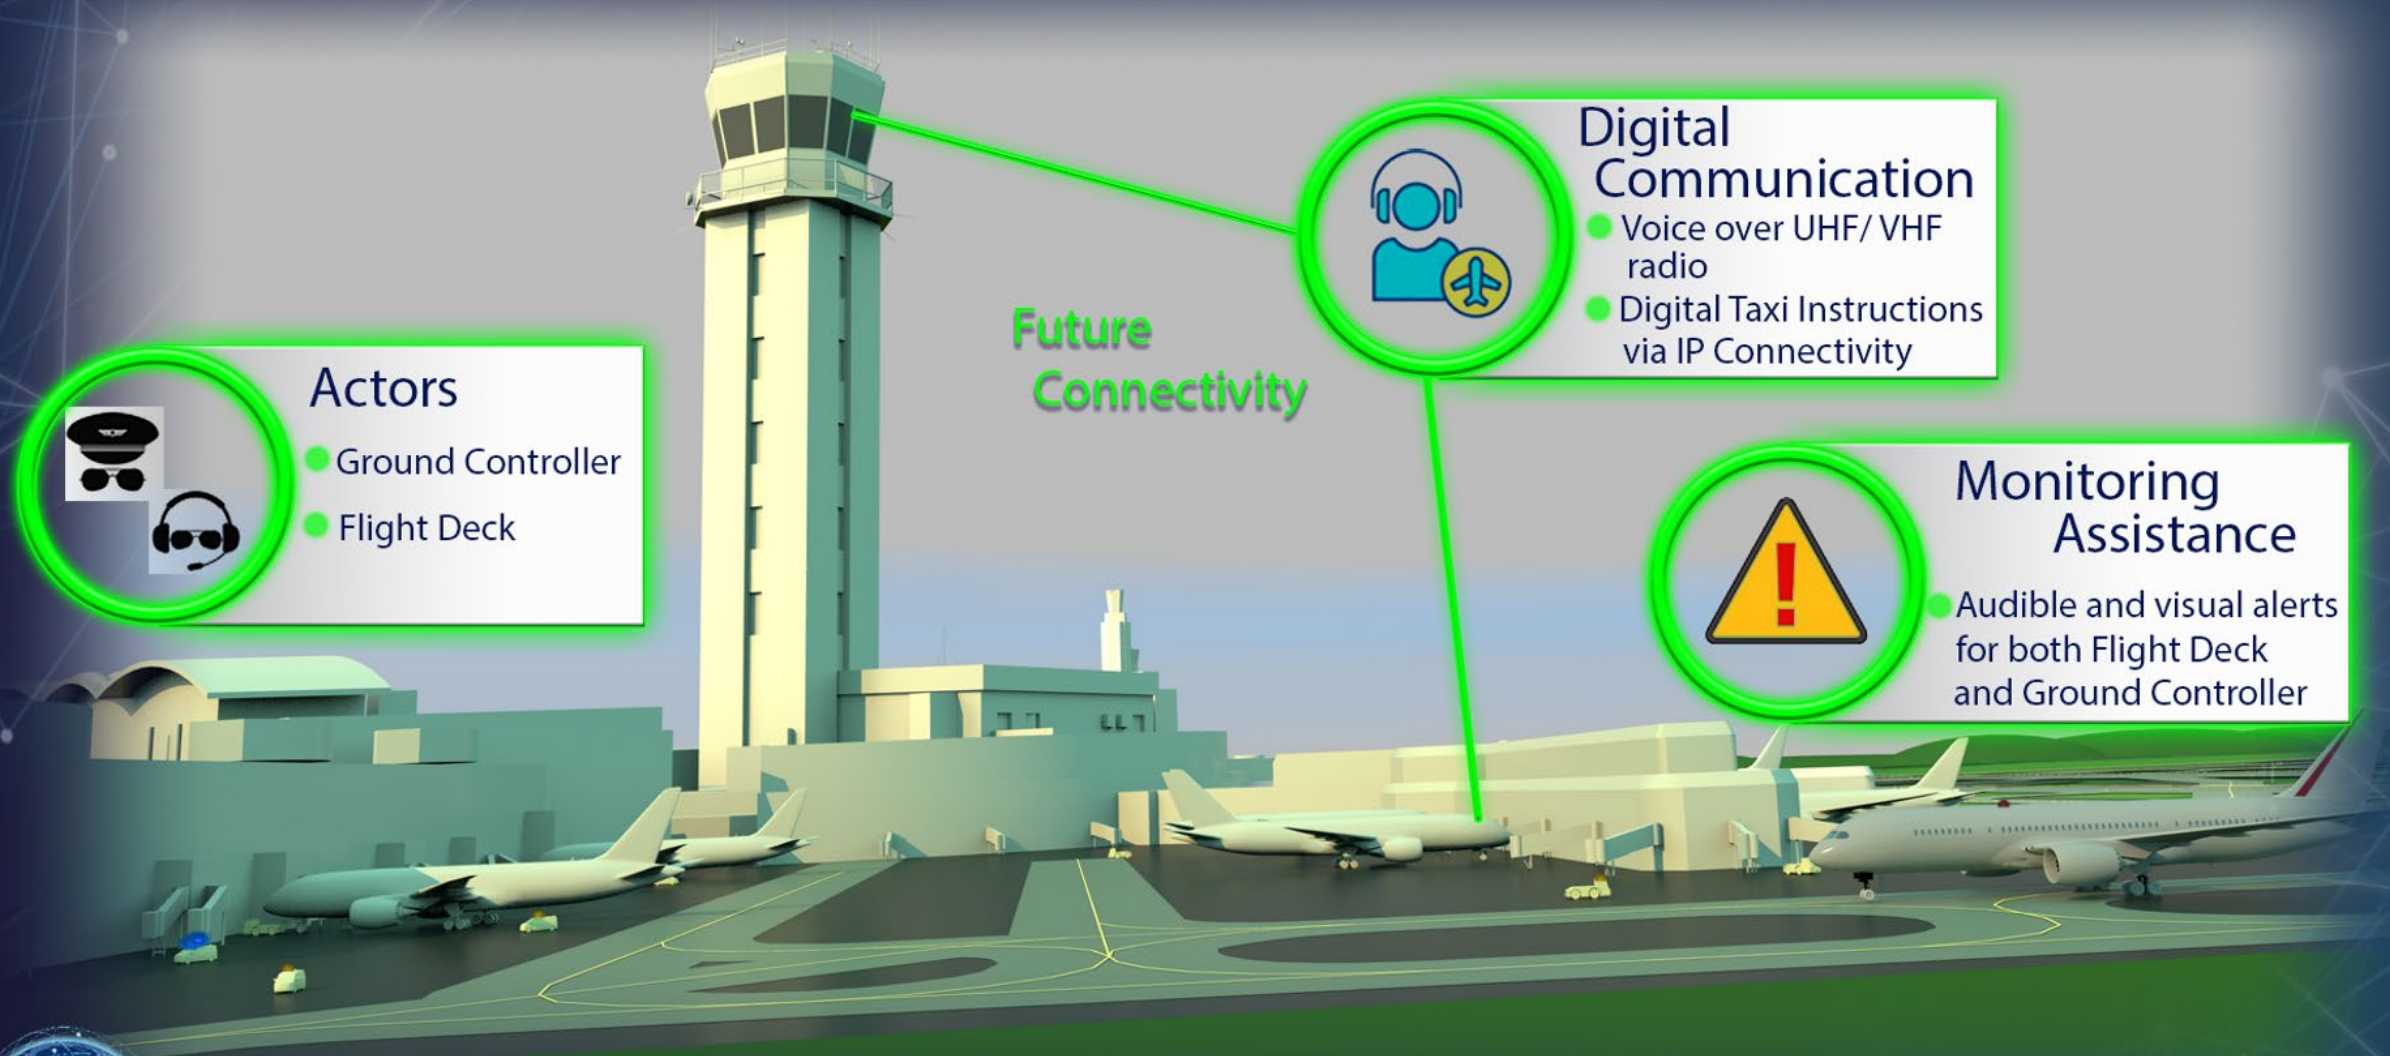 Actors
Ground Controller
Flight Deck
Future
Connectivity
Digital
Communication
Voice over UHF/ VHF
radio
Digital Taxi Instructions
via IP Connectivity
Monitoring
Assistance
Audible and visual alerts
for both Flight Deck
and Ground Controller